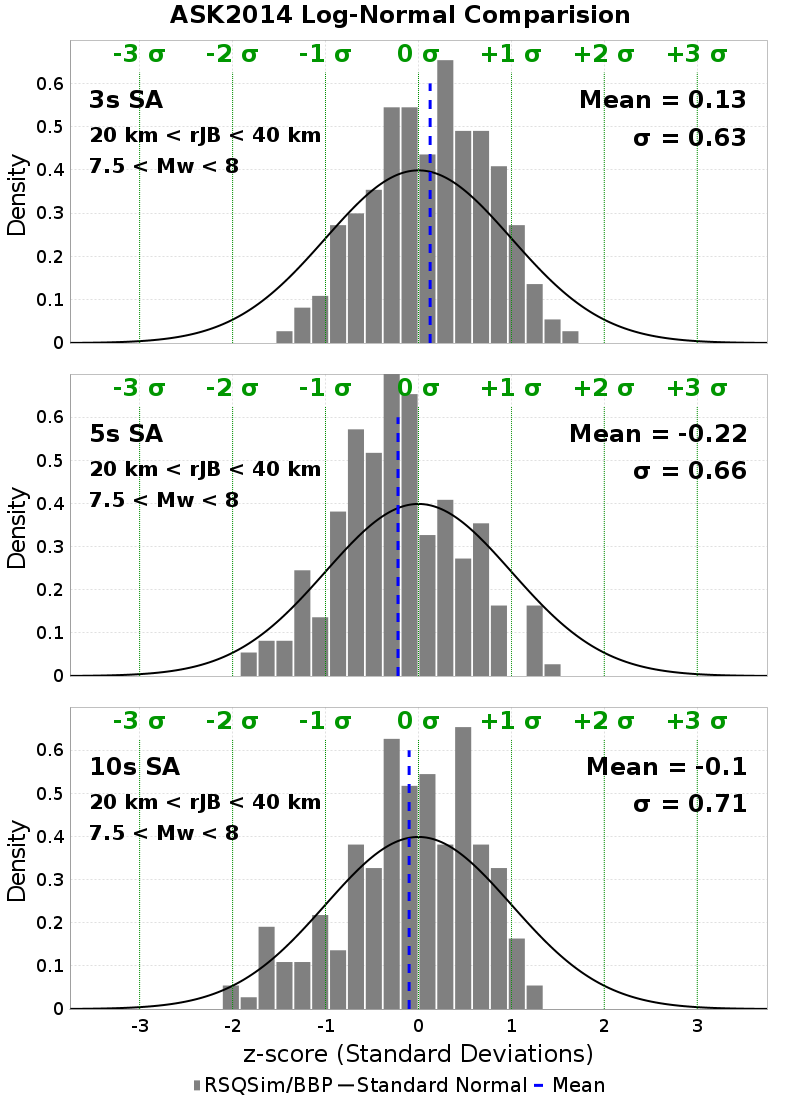 ASK2014 Log-Normal Comparision
-3 σ -2 σ -1 σ 0 σ +1 σ +2 σ +3 σ
3s SA
20 km < rJB < 40 km
7.5 < Mw < 8
Mean = 0.13
σ = 0.63
Density
0.6
0.5
0.4
0.3
0.2
0.1
0
-3 σ -2 σ -1 σ 0 σ +1 σ +2 σ +3 σ
5s SA
20 km < rJB < 40 km
7.5 < Mw < 8
Mean = -0.22
σ = 0.66
Density
0.6
0.5
0.4
0.3
0.2
0.1
0
-3 σ -2 σ -1 σ 0 σ +1 σ +2 σ +3 σ
10s SA
20 km < rJB < 40 km
7.5 < Mw < 8
Mean = -0.1
σ = 0.71
Density
0.6
0.5
0.4
0.3
0.2
0.1
0
-3 -2 -1 0 1 2 3
z-score (Standard Deviations)
RSQSim/BBP Standard Normal Mean